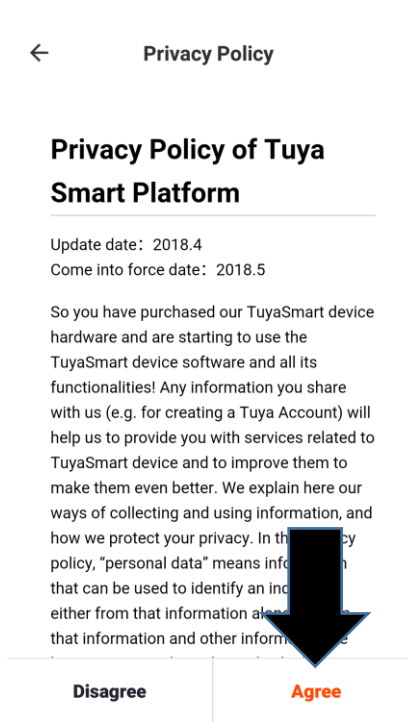 Privacy Policy
Privacy Policy of Tuya
Smart Platform
Update date：2018.4
Come into force date：2018.5
So you have purchased our TuyaSmart device
hardware and are starting to use the
TuyaSmart device software and all its
functionalities! Any information you share
with us (e.g. for creating a Tuya Account) will
help us to provide you with services related to
TuyaSmart device and to improve them to
make them even better. We explain here our
ways of collecting and using information, and
how we protect your privacy. In
policy, “personal data” means
that can be used to identify an
either from that information
that information and other
Disagree
Agree